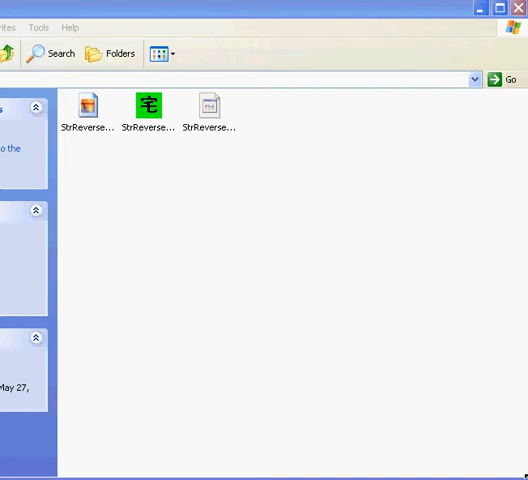 rites Tools Help
Search Folders
Go
s
宅
StrReverse... StrReverse... StrReverse...
o the
May 27,